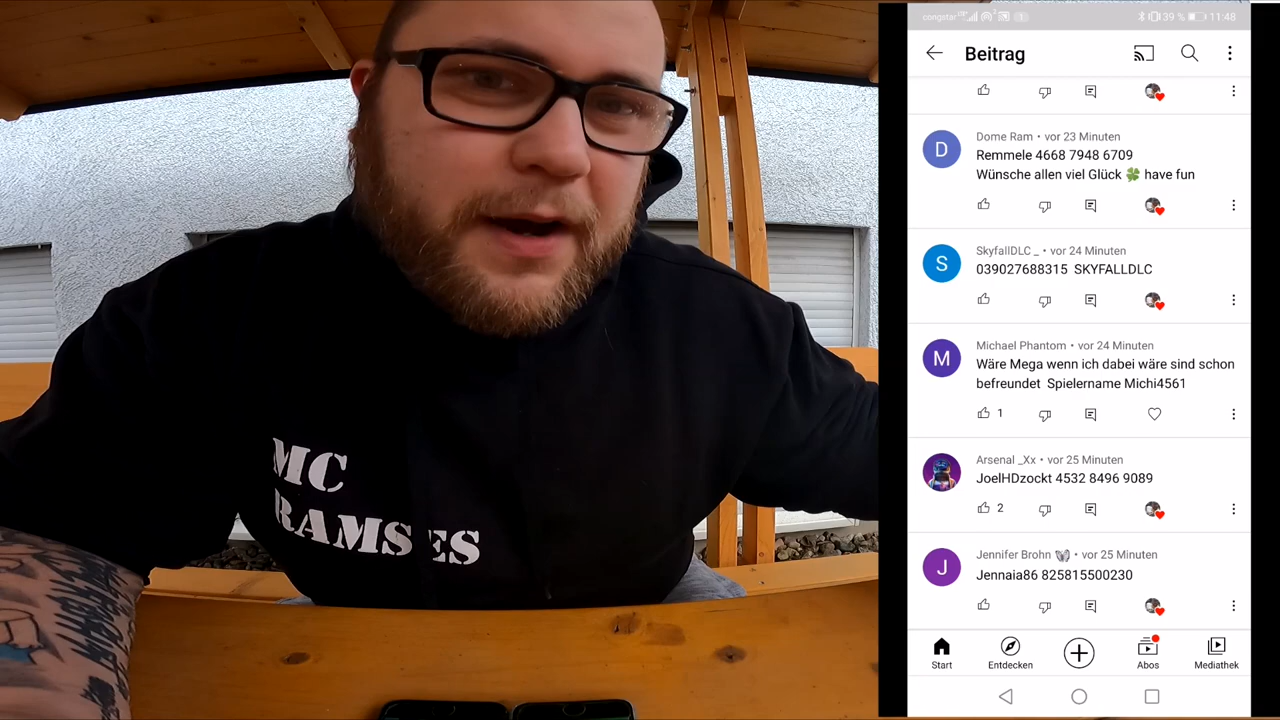 MC
RAMSES
congstar
39 % 11:48
Beitrag
Dome Ram • vor 23 Minuten
D
Remmele 4668 7948 6709
Wünsche allen viel Glück 🍀 have fun
SkyfallDLC _ • vor 24 Minuten
S
039027688315 SKYFALLDLC
Michael Phantom • vor 24 Minuten
M
Wäre Mega wenn ich dabei wäre sind schon
befreundet Spielername Michi4561
1
Arsenal _Xx • vor 25 Minuten
JoelHDzockt 4532 8496 9089
2
Jennifer Brohn 🦋 • vor 25 Minuten
J
Jennaia86 825815500230
Start Entdecken Abos Mediathek